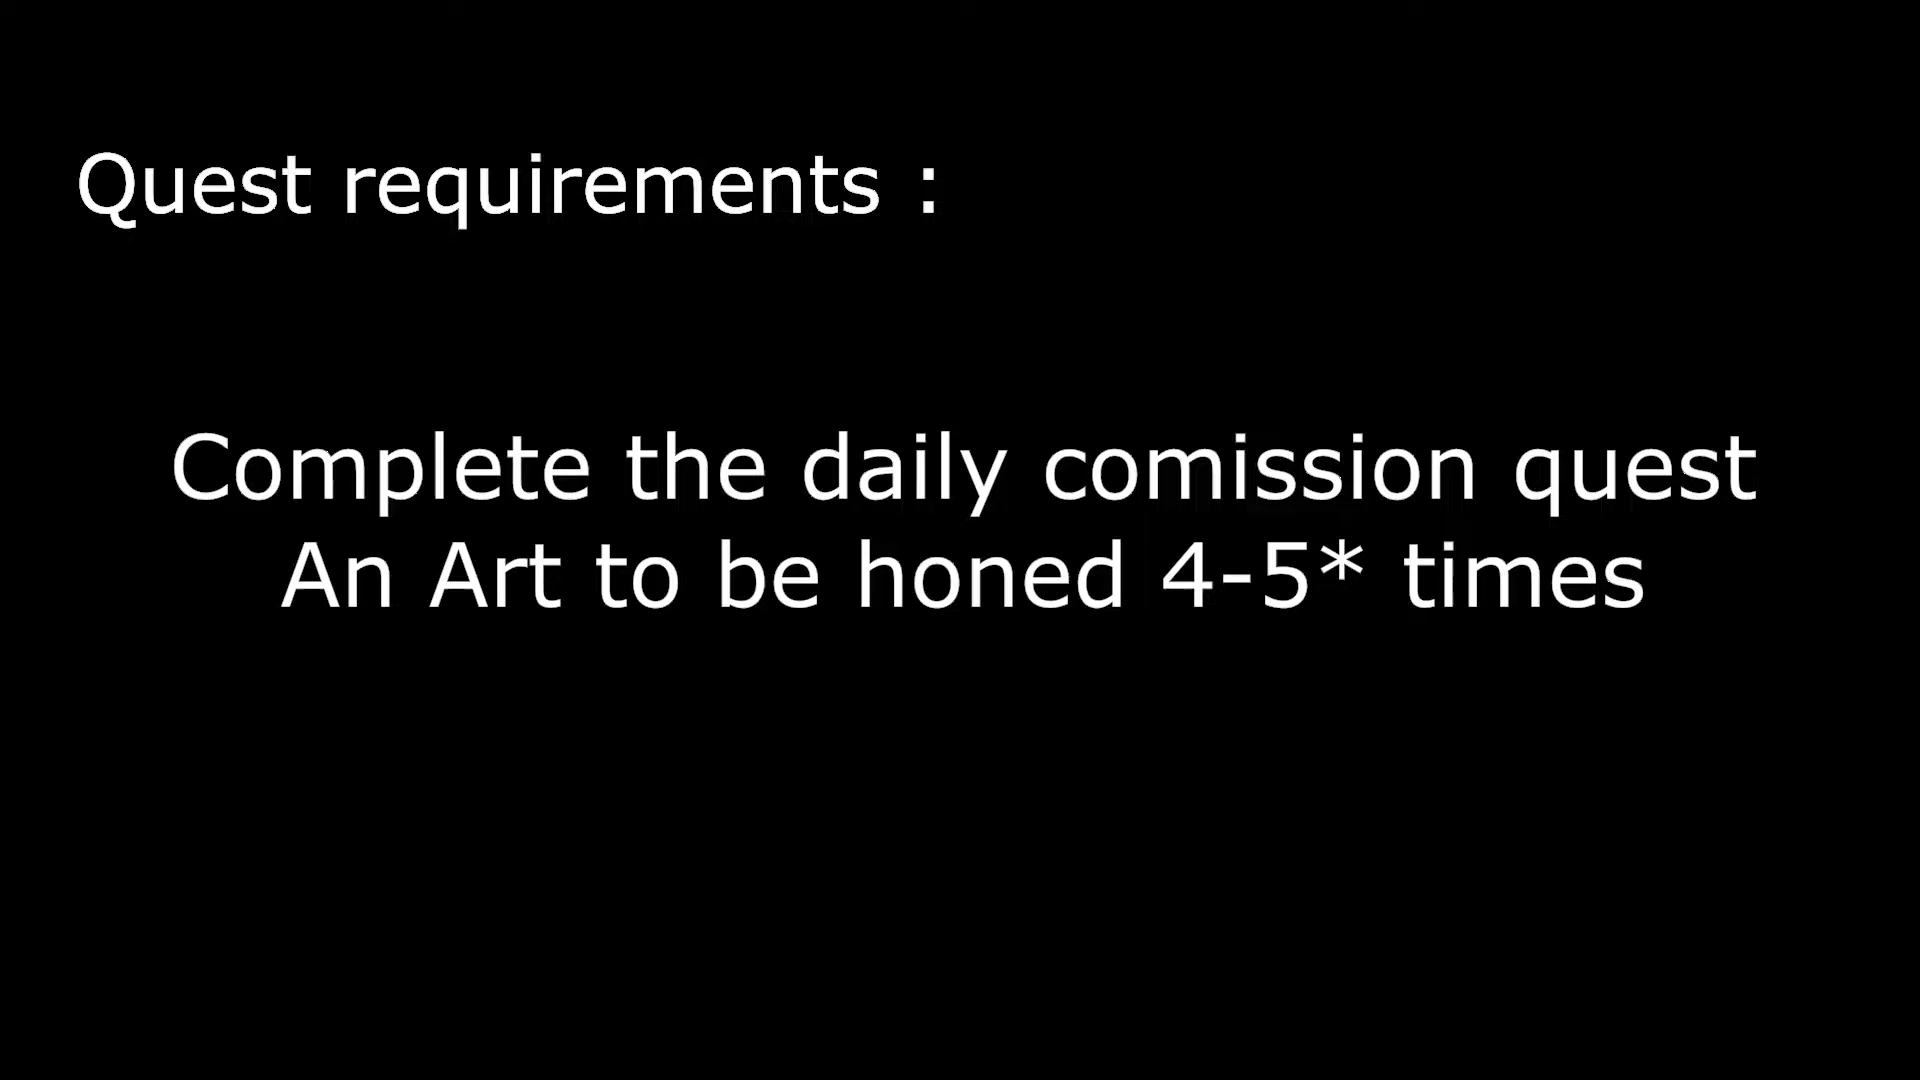 Quest requirements :
Complete the daily comission quest
An Art to be honed 4-5* times